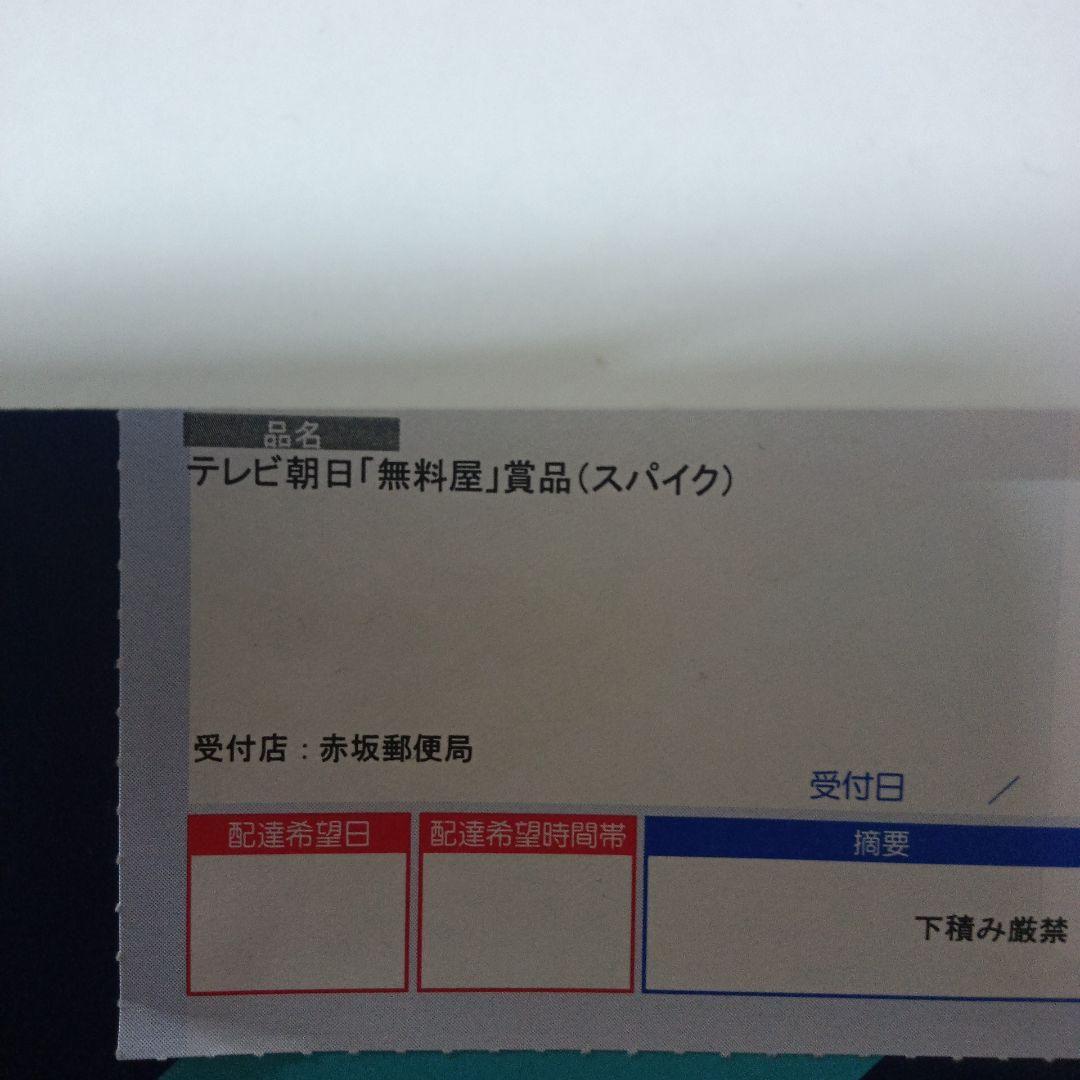 品名
テレビ朝日「無料屋」賞品(スパイク)
受付店：赤坂郵便局
受付日 ／
配達希望日 配達希望時間帯 摘要
下積み厳禁